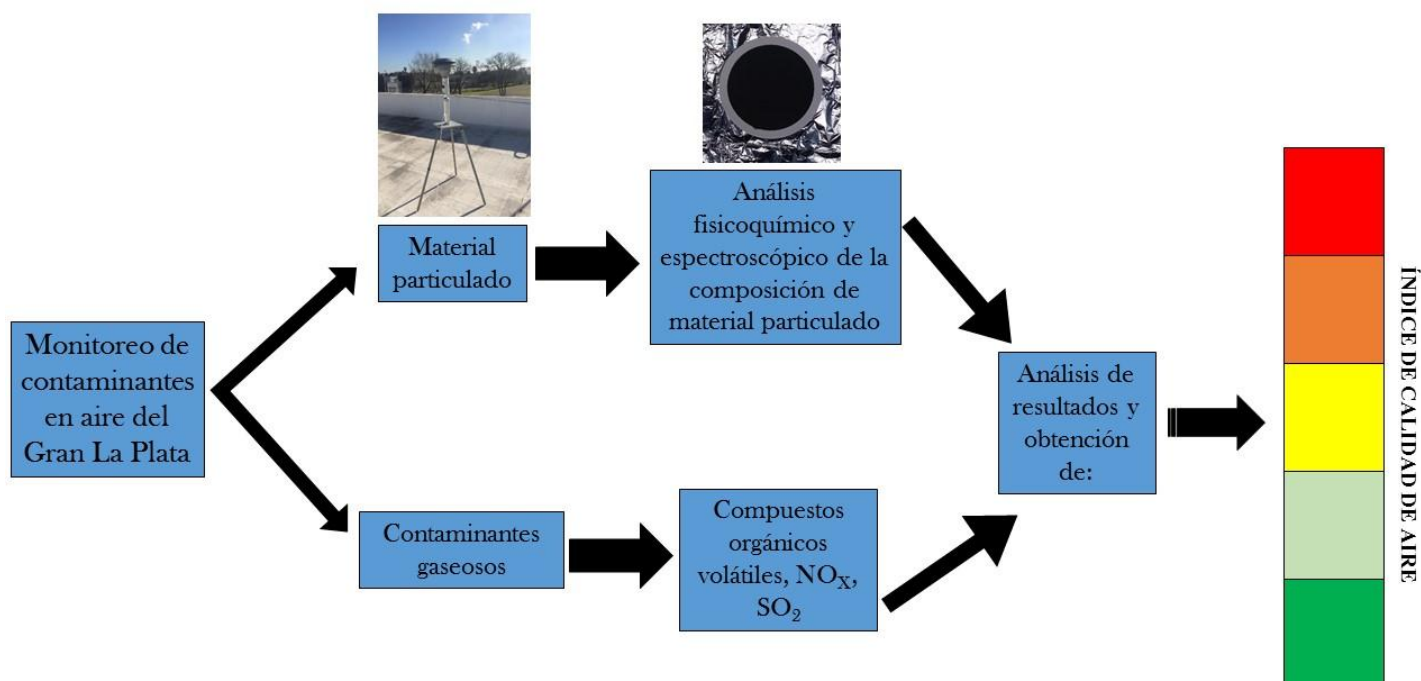 Monitoreo de
contaminantes
en aire del
Gran La Plata
Material
particulado
Análisis
fisicoquímico y
espectroscópico de la
composición de
material particulado
Contaminantes
gaseosos
Compuestos
orgánicos
volátiles, NOX,
SO2
Análisis de
resultados y
obtención
de:
ÍNDICE DE CALIDAD DE AIRE